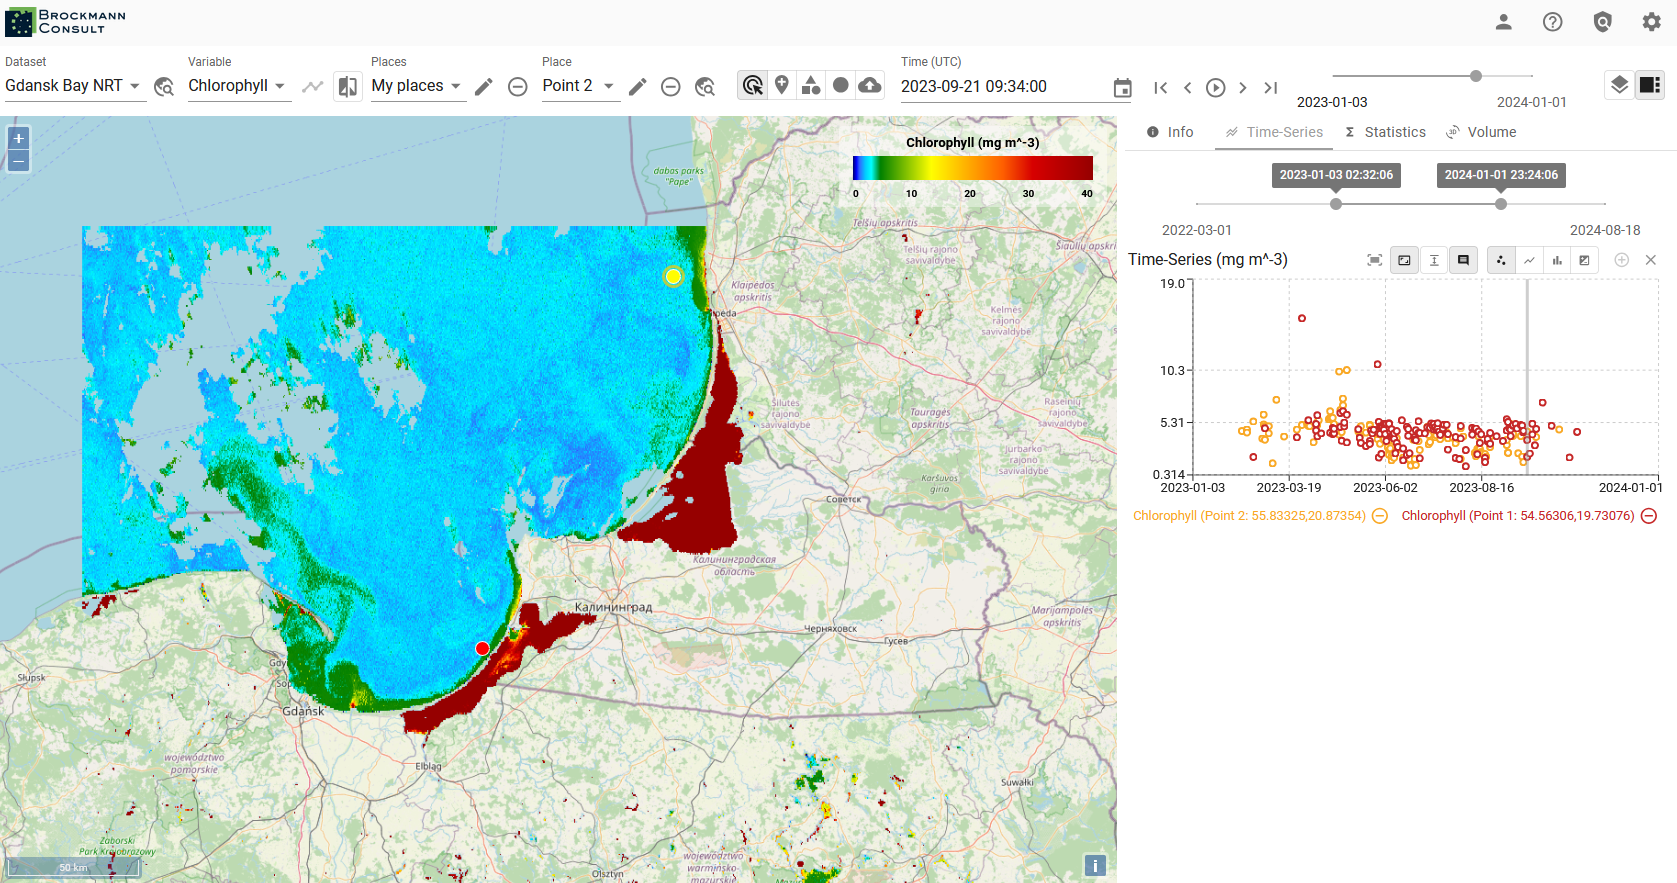 BROCKMANN
CONSULT
Dataset
Gdansk Bay NRT
Variable
Chlorophyll
Places
My places
Place
Point 2
Time (UTC)
2023-09-21 09:34:00
2023-01-03
2024-01-01
Info
Time-Series
Statistics
Volume
2023-01-03 02:32:06
2024-01-01 23:24:06
2022-03-01
2024-08-18
Time-Series (mg m^-3)
19.0
10.3
5.31
0.314
2023-01-03
2023-03-19
2023-06-02
2023-08-16
2024-01-01
Chlorophyll (Point 2: 55.83325,20.87354)
Chlorophyll (Point 1: 54.56306,19.73076)
+
−
Chlorophyll (mg m^-3)
0 10 20 30 40
dabas parks
"Pape"
Telšių apskritis
Telšių rajono
savivaldybė
Šiaulių apskri
Klaipėdos
apskritis
pėda
Kelmės
rajono
savivaldybė
Šilutės
rajono
savivaldybė
Tauragės
apskritis
Raseinių
rajono
savivaldybė
Jurbarko
rajono
savivaldybė
Karšuvos
giria
Советск
Калининградская
область
Калининград
Черняховск
Гусев
Marijampolės
apskritis
Słupsk
Gdy
Sop
Gdańsk
województwo
pomorskie
Elbląg
Suwałki
Zaborski
Park Krajobrazowy
50 km
Olsztyn
województwo
warmińsko-
mazurskie
i